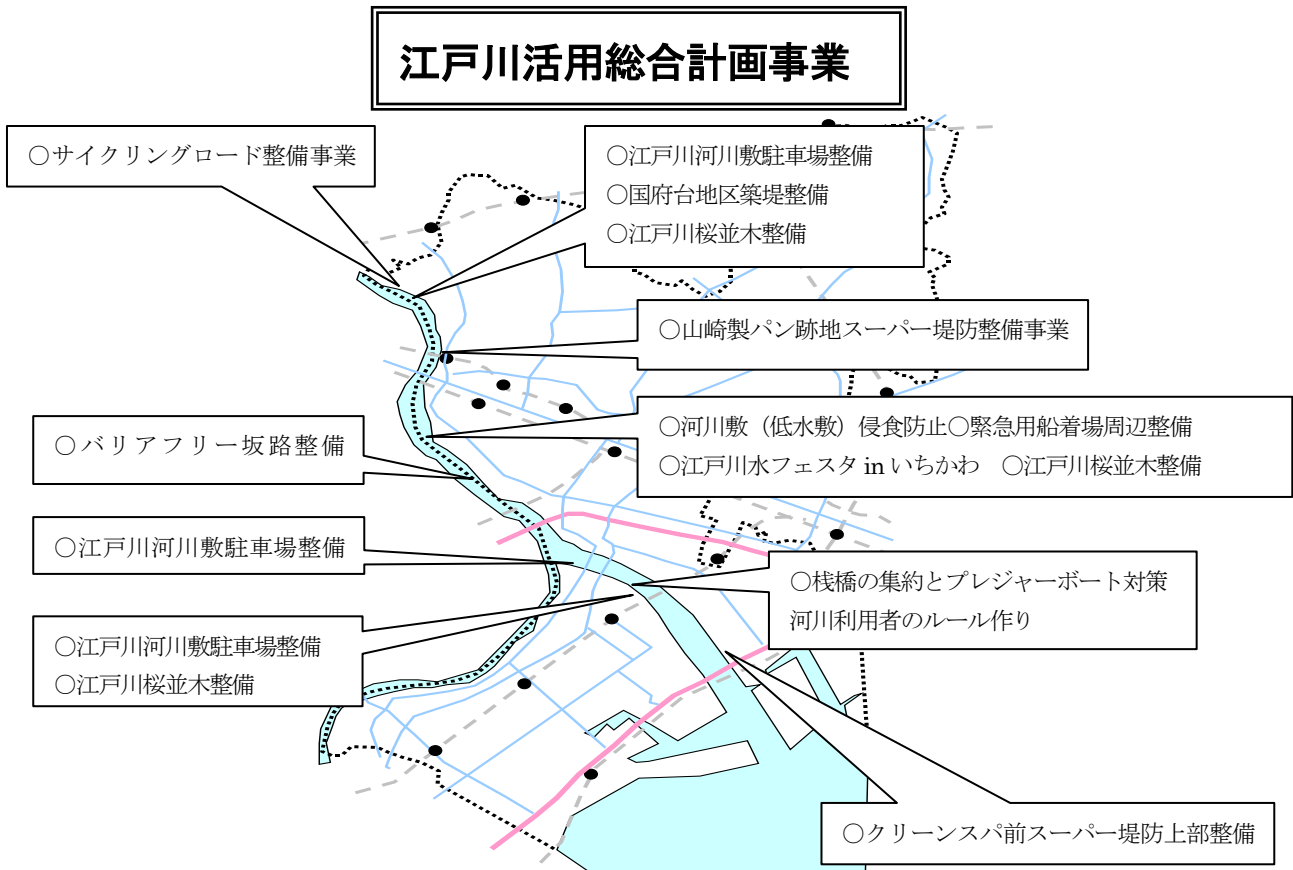 江戸川活用総合計画事業
○サイクリングロード整備事業
○江戸川河川敷駐車場整備
○国府台地区築堤整備
○江戸川桜並木整備
○山崎製パン跡地スーパー堤防整備事業
○バリアフリー坂路整備
○河川敷（低水敷）侵食防止○緊急用船着場周辺整備
○江戸川水フェスタ in いちかわ　○江戸川桜並木整備
○江戸川河川敷駐車場整備
○桟橋の集約とプレジャーボート対策
河川利用者のルール作り
○江戸川河川敷駐車場整備
○江戸川桜並木整備
○クリーンスパ前スーパー堤防上部整備